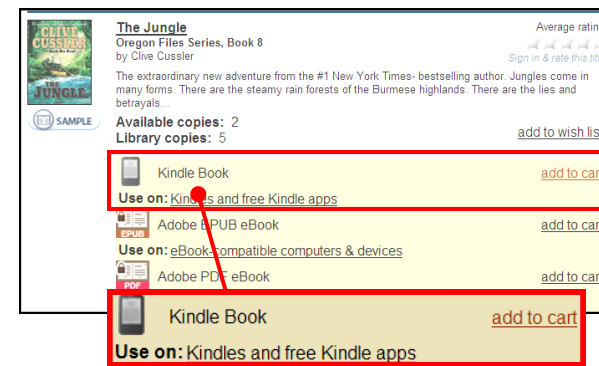 CLIVE
CUSSLER
JUNGLE
SAMPLE
The Jungle
Oregon Files Series, Book 8
by Clive Cussler
Average ratin
Sign in & rate this titl
The extraordinary new adventure from the #1 New York Times- bestselling author. Jungles come in
many forms. There are the steamy rain forests of the Burmese highlands. There are the lies and
betrayals...
Available copies: 2
Library copies: 5
add to wish lis
Kindle Book add to car
Use on: Kindles and free Kindle apps
EPUB
Adobe EPUB eBook add to car
Use on: eBook-compatible computers & devices
PDF
Adobe PDF eBook add to car
Kindle Book add to cart
Use on: Kindles and free Kindle apps